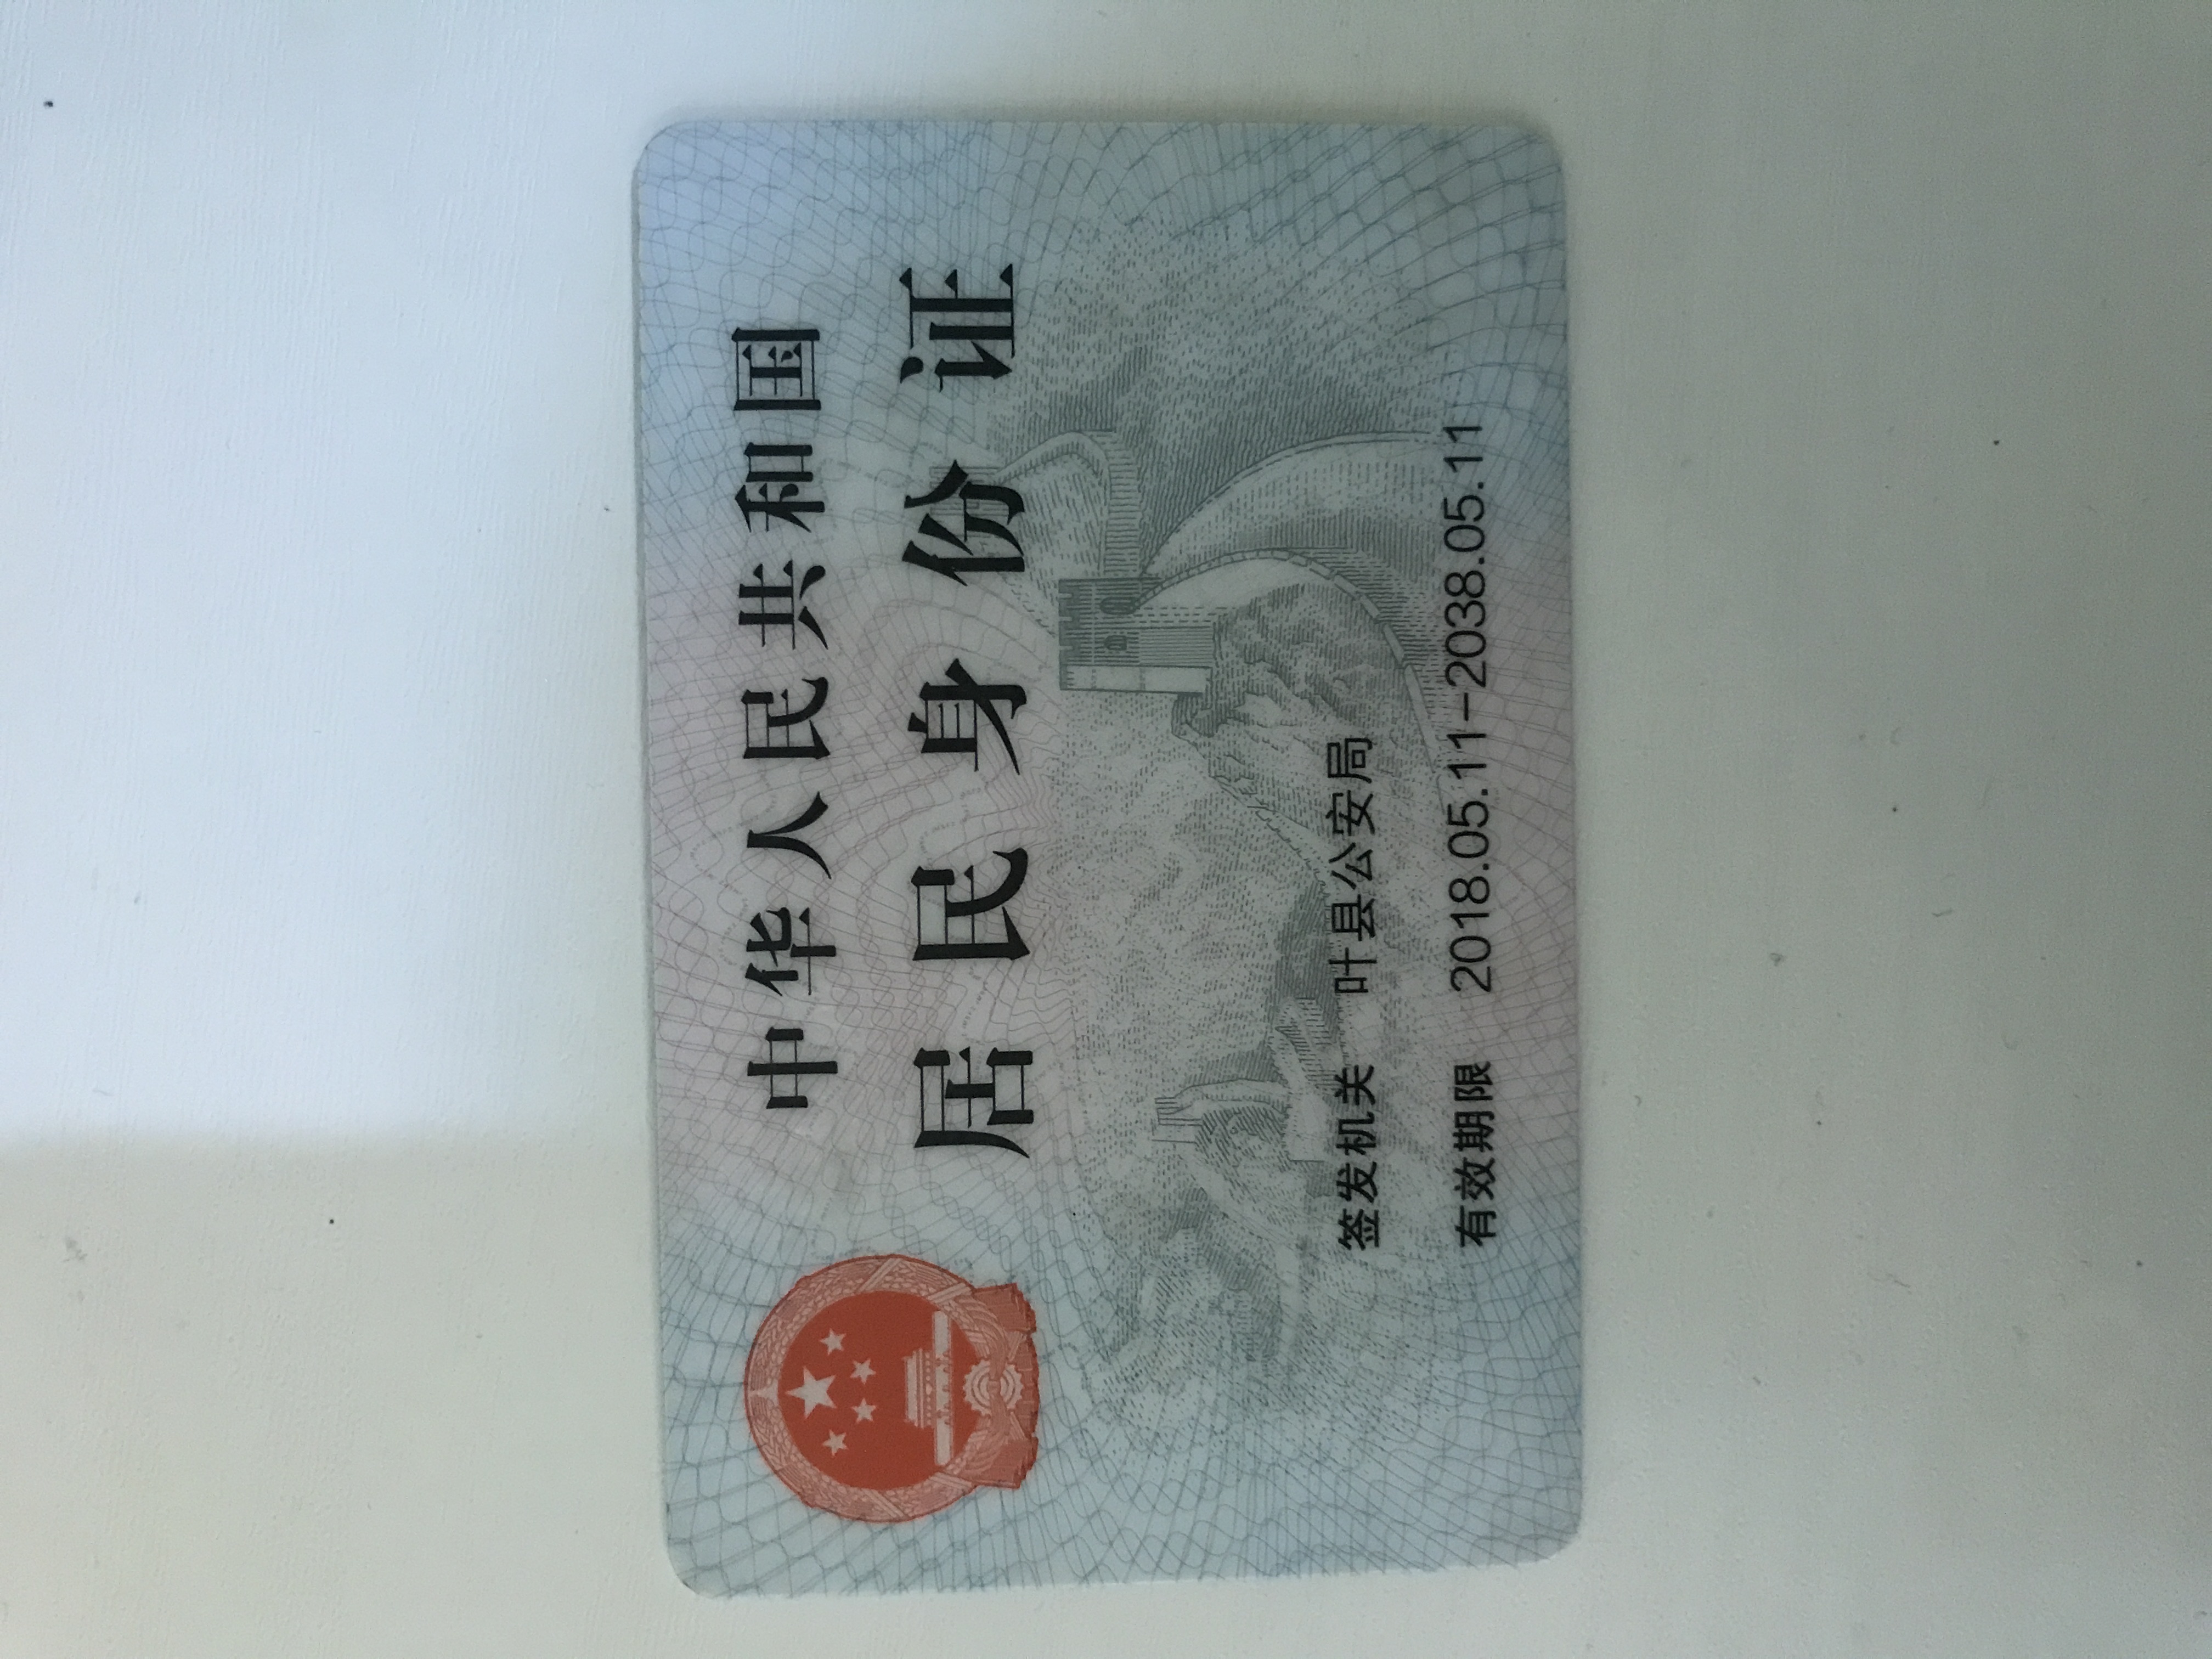 中华人民共和国
居民身份证
签发机关 叶县公安局
有效期限 2018.05.11-2038.05.11